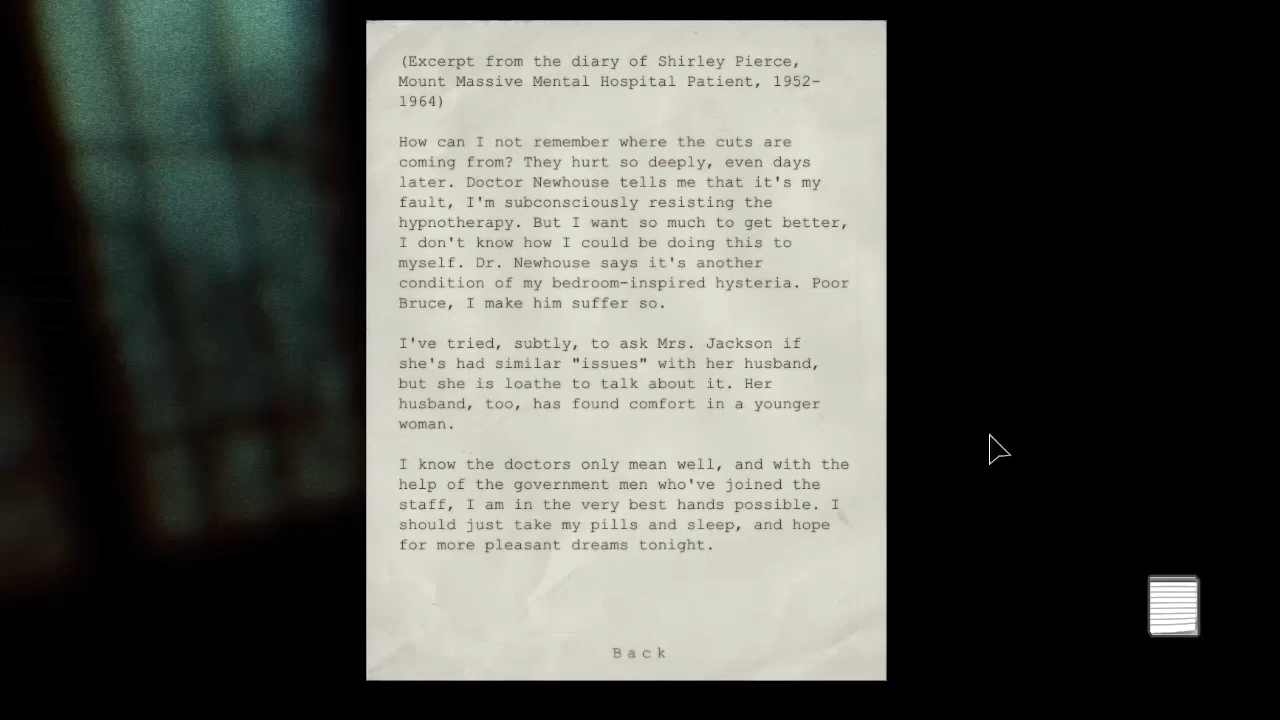 (Excerpt from the diary of Shirley Pierce,
Mount Massive Mental Hospital Patient, 1952-
1964)
How can I not remember where the cuts are
coming from? They hurt so deeply, even days
later. Doctor Newhouse tells me that it's my
fault, I'm subconsciously resisting the
hypnotherapy. But I want so much to get better,
I don't know how I could be doing this to
myself. Dr. Newhouse says it's another
condition of my bedroom-inspired hysteria. Poor
Bruce, I make him suffer so.
I've tried, subtly, to ask Mrs. Jackson if
she's had similar "issues" with her husband,
but she is loathe to talk about it. Her
husband, too, has found comfort in a younger
woman.
I know the doctors only mean well, and with the
help of the government men who've joined the
staff, I am in the very best hands possible. I
should just take my pills and sleep, and hope
for more pleasant dreams tonight.
Back